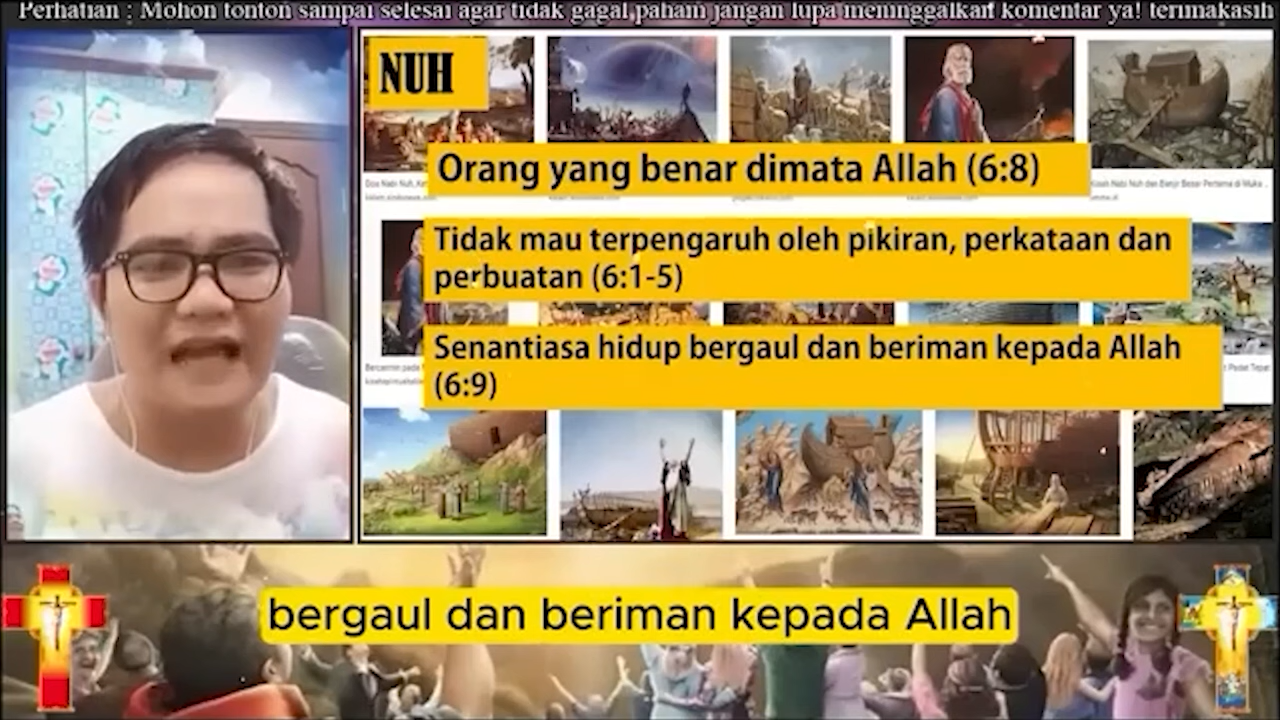 Perhatian : Mohon tonton sampai selesai agar tidak gagal paham jangan lupa meninggalkan komentar ya! terimakasih
NUH
Orang yang benar dimata Allah (6:8)
Tidak mau terpengaruh oleh pikiran, perkataan dan
perbuatan (6:1-5)
Senantiasa hidup bergaul dan beriman kepada Allah
(6:9)
bergaul dan beriman kepada Allah